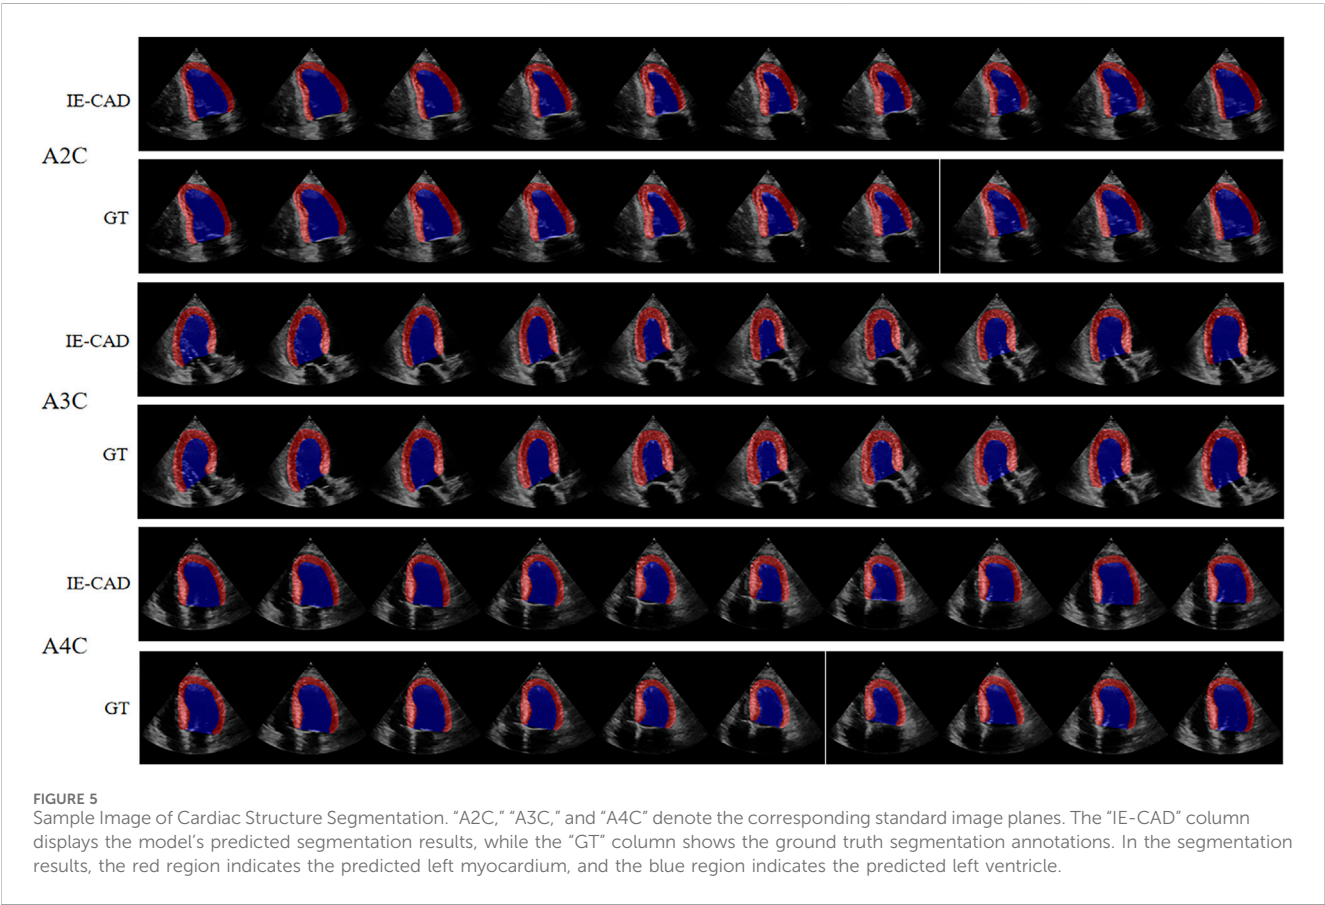 IE-CAD
A2C
GT
IE-CAD
A3C
GT
IE-CAD
A4C
GT
FIGURE 5
Sample Image of Cardiac Structure Segmentation. “A2C,” “A3C,” and “A4C” denote the corresponding standard image planes. The “IE-CAD” column
displays the model’s predicted segmentation results, while the “GT” column shows the ground truth segmentation annotations. In the segmentation
results, the red region indicates the predicted left myocardium, and the blue region indicates the predicted left ventricle.